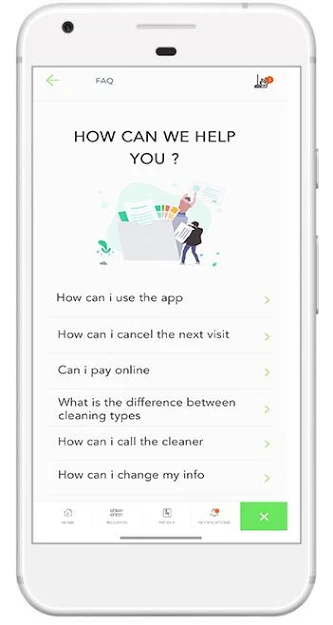 FAQ
HOW CAN WE HELP
YOU ?
How can i use the app
How can i cancel the next visit
Can i pay online
What is the difference between
cleaning types
How can i call the cleaner
How can i change my info
HOME
REQUESTS
PROFILE
NOTIFICATIONS